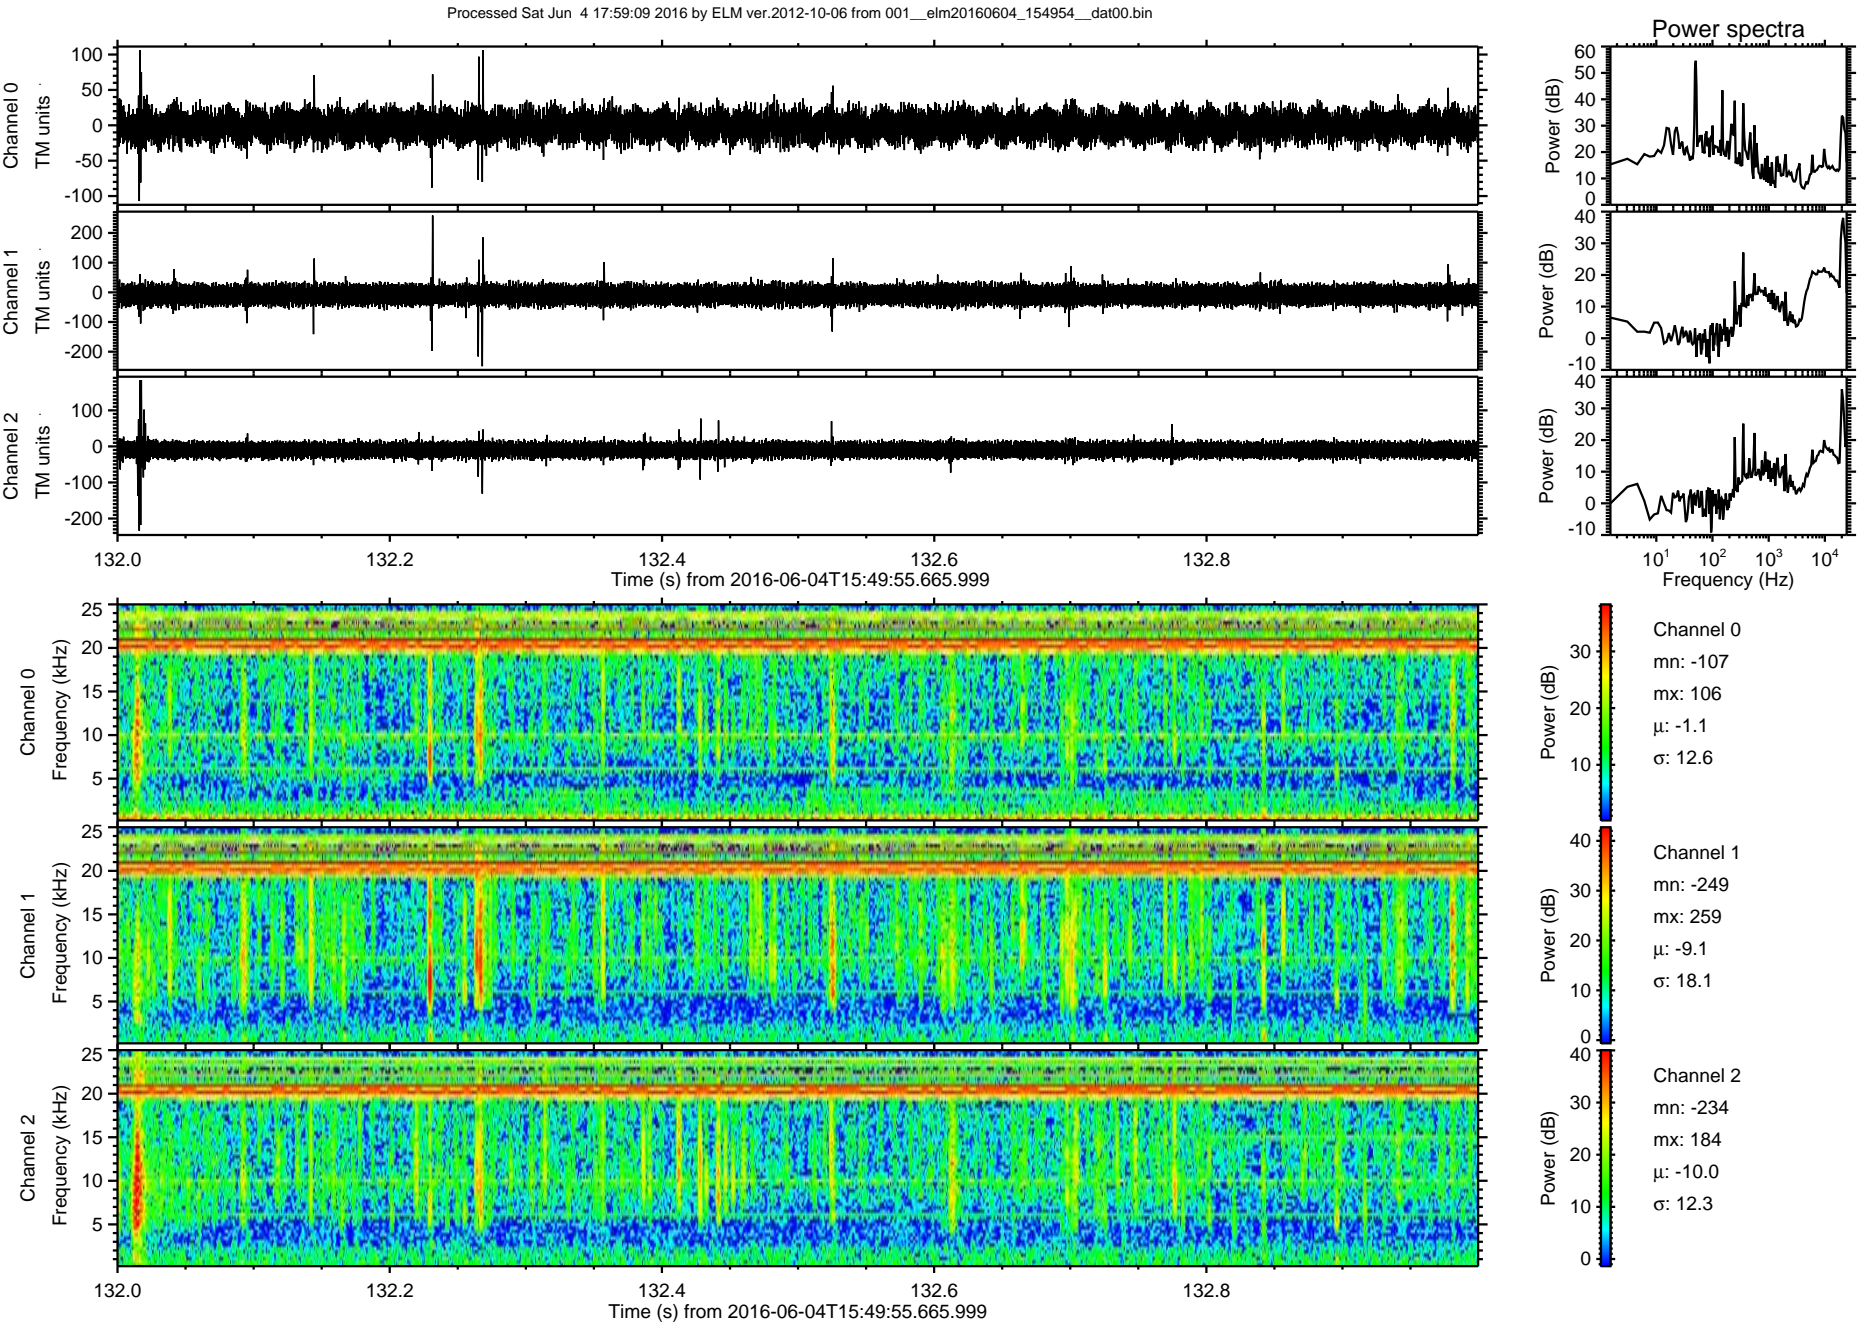 Processed Sat Jun  4 17:59:09 2016 by ELM ver.2012-10-06 from 001__elm20160604_154954__dat00.bin
Power spectra
Channel 0
TM units
100
50
0
-50
-100
Power (dB)
60
50
40
30
20
10
0
Channel 1
TM units
200
100
0
-100
-200
Power (dB)
40
30
20
10
0
-10
Channel 2
TM units
100
0
-100
-200
Power (dB)
40
30
20
10
0
-10
132.0 132.2 132.4 132.6 132.8
Time (s) from 2016-06-04T15:49:55.665.999
10^1 10^2 10^3 10^4
Frequency (Hz)
Channel 0
Frequency (kHz)
25
20
15
10
5
Power (dB)
30
20
10
Channel 0
mn: -107
mx: 106
μ: -1.1
σ: 12.6
Channel 1
Frequency (kHz)
25
20
15
10
5
Power (dB)
40
30
20
10
0
Channel 1
mn: -249
mx: 259
μ: -9.1
σ: 18.1
Channel 2
Frequency (kHz)
25
20
15
10
5
Power (dB)
40
30
20
10
0
Channel 2
mn: -234
mx: 184
μ: -10.0
σ: 12.3
132.0 132.2 132.4 132.6 132.8
Time (s) from 2016-06-04T15:49:55.665.999